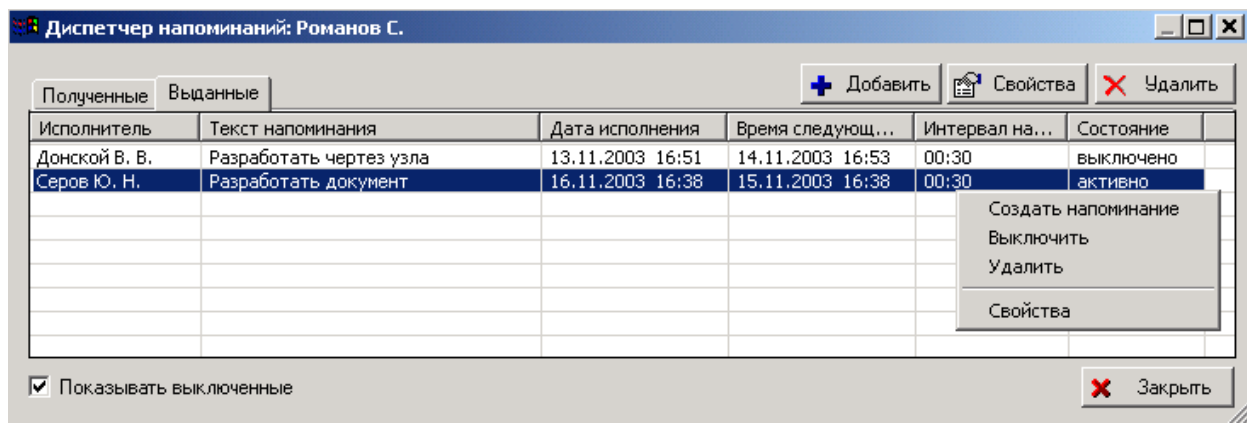 Диспетчер напоминаний: Романов С.
Полученные Выданные Добавить Свойства Удалить
Исполнитель Текст напоминания Дата исполнения Время следующ... Интервал на... Состояние
Донской В. В. Разработать чертез узла 13.11.2003 16:51 14.11.2003 16:53 00:30 выключено
Серов Ю. Н. Разработать документ 16.11.2003 16:38 15.11.2003 16:38 00:30 активно
Создать напоминание
Выключить
Удалить
Свойства
Показывать выключенные Закрыть